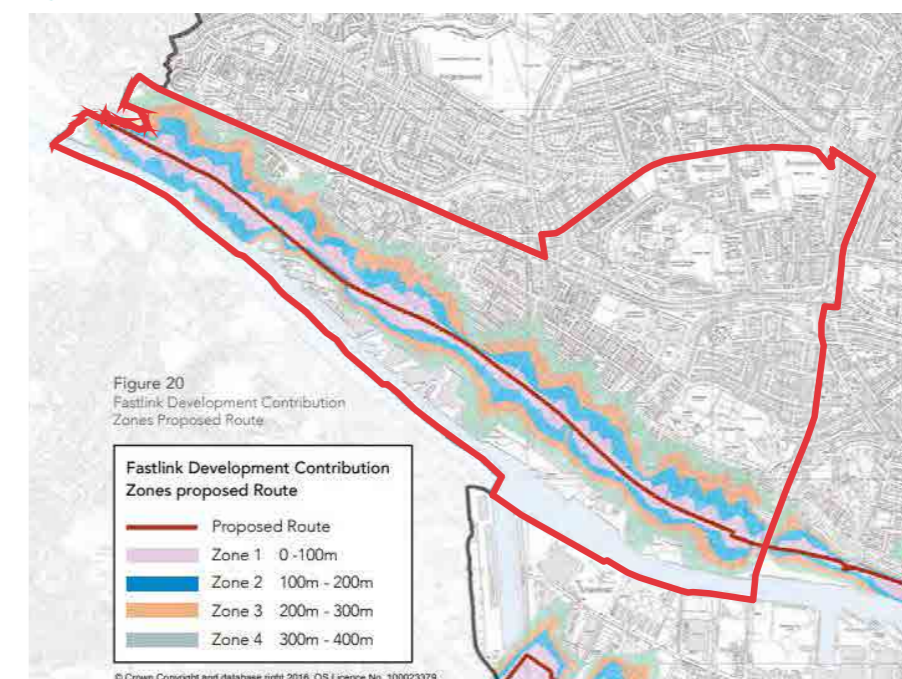 Figure 20
Fastlink Development Contribution
Zones Proposed Route
Fastlink Development Contribution
Zones proposed Route
Proposed Route
Zone 1 0 -100m
Zone 2 100m - 200m
Zone 3 200m - 300m
Zone 4 300m - 400m
© Crown Copyright and database right 2016. OS Licence No. 100023379